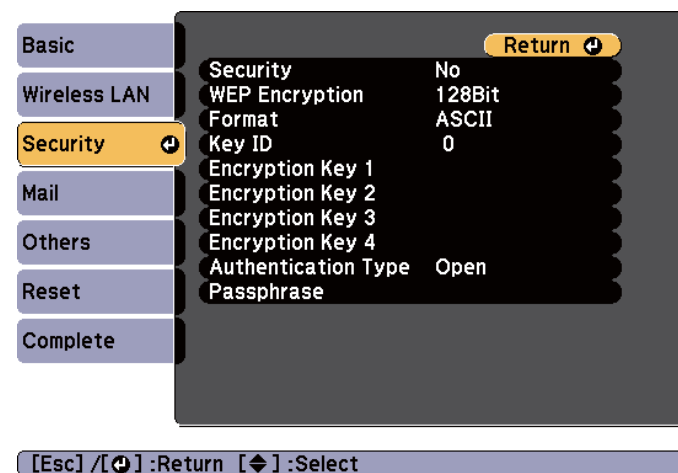 Basic
Wireless LAN
Security
Mail
Others
Reset
Complete
Return
Security No
WEP Encryption 128Bit
Format ASCII
Key ID 0
Encryption Key 1
Encryption Key 2
Encryption Key 3
Encryption Key 4
Authentication Type Open
Passphrase
[Esc] /[⏎] :Return [◆] :Select